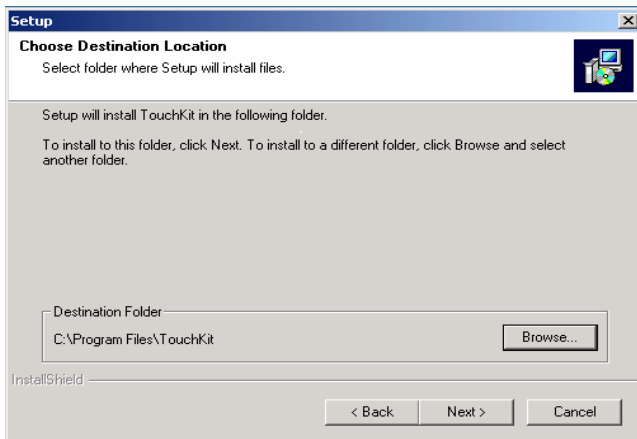 Setup
Choose Destination Location
Select folder where Setup will install files.
Setup will install TouchKit in the following folder.
To install to this folder, click Next. To install to a different folder, click Browse and select
another folder.
Destination Folder
C:\Program Files\TouchKit
Browse...
InstallShield
< Back
Next >
Cancel